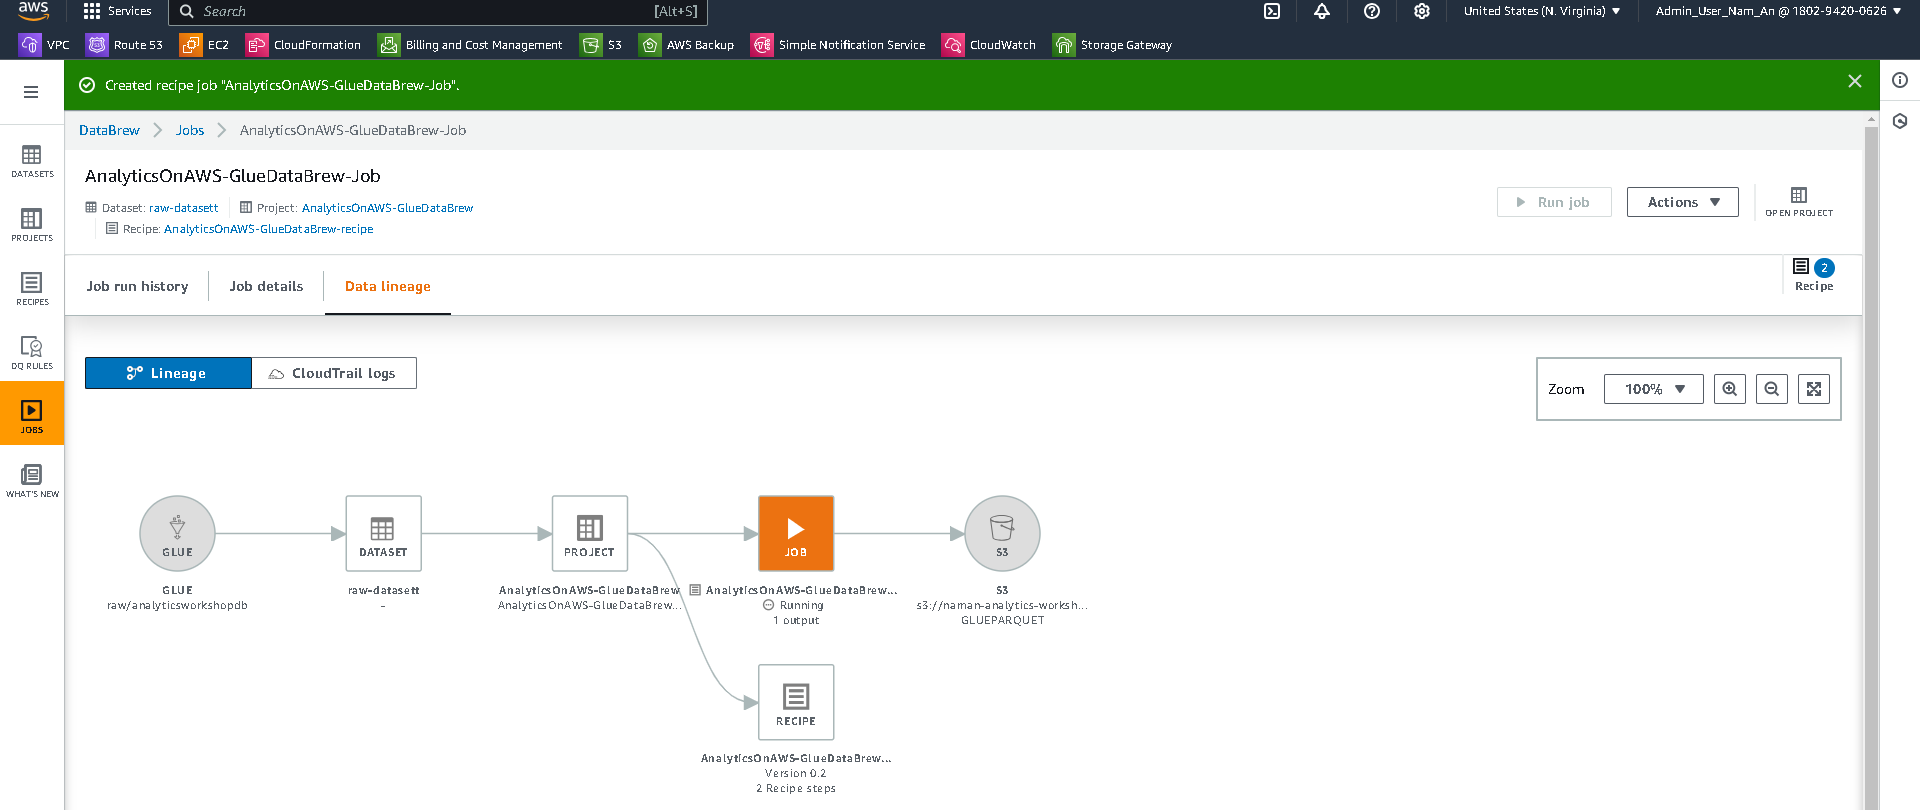 aws Services Search [Alt+S] United States (N. Virginia) Admin_User_Nam_An @ 1802-9420-0626
VPC Route 53 EC2 CloudFormation Billing and Cost Management S3 AWS Backup Simple Notification Service CloudWatch Storage Gateway
Created recipe job "AnalyticsOnAWS-GlueDataBrew-Job".
DataBrew Jobs AnalyticsOnAWS-GlueDataBrew-Job
DATASETS
PROJECTS
RECIPES
DQ RULES
JOBS
WHAT'S NEW
AnalyticsOnAWS-GlueDataBrew-Job
Dataset: raw-datasett Project: AnalyticsOnAWS-GlueDataBrew
Recipe: AnalyticsOnAWS-GlueDataBrew-recipe
Run job Actions OPEN PROJECT
Job run history Job details Data lineage
2
Recipe
Lineage CloudTrail logs
Zoom 100%
GLUE
GLUE
raw/analyticsworkshopdb
DATASET
raw-datasett
-
PROJECT
AnalyticsOnAWS-GlueDataBrew
AnalyticsOnAWS-GlueDataBrew...
JOB
AnalyticsOnAWS-GlueDataBrew...
Running
1 output
S3
S3
s3://naman-analytics-worksh...
GLUEPARQUET
RECIPE
AnalyticsOnAWS-GlueDataBrew...
Version 0.2
2 Recipe steps